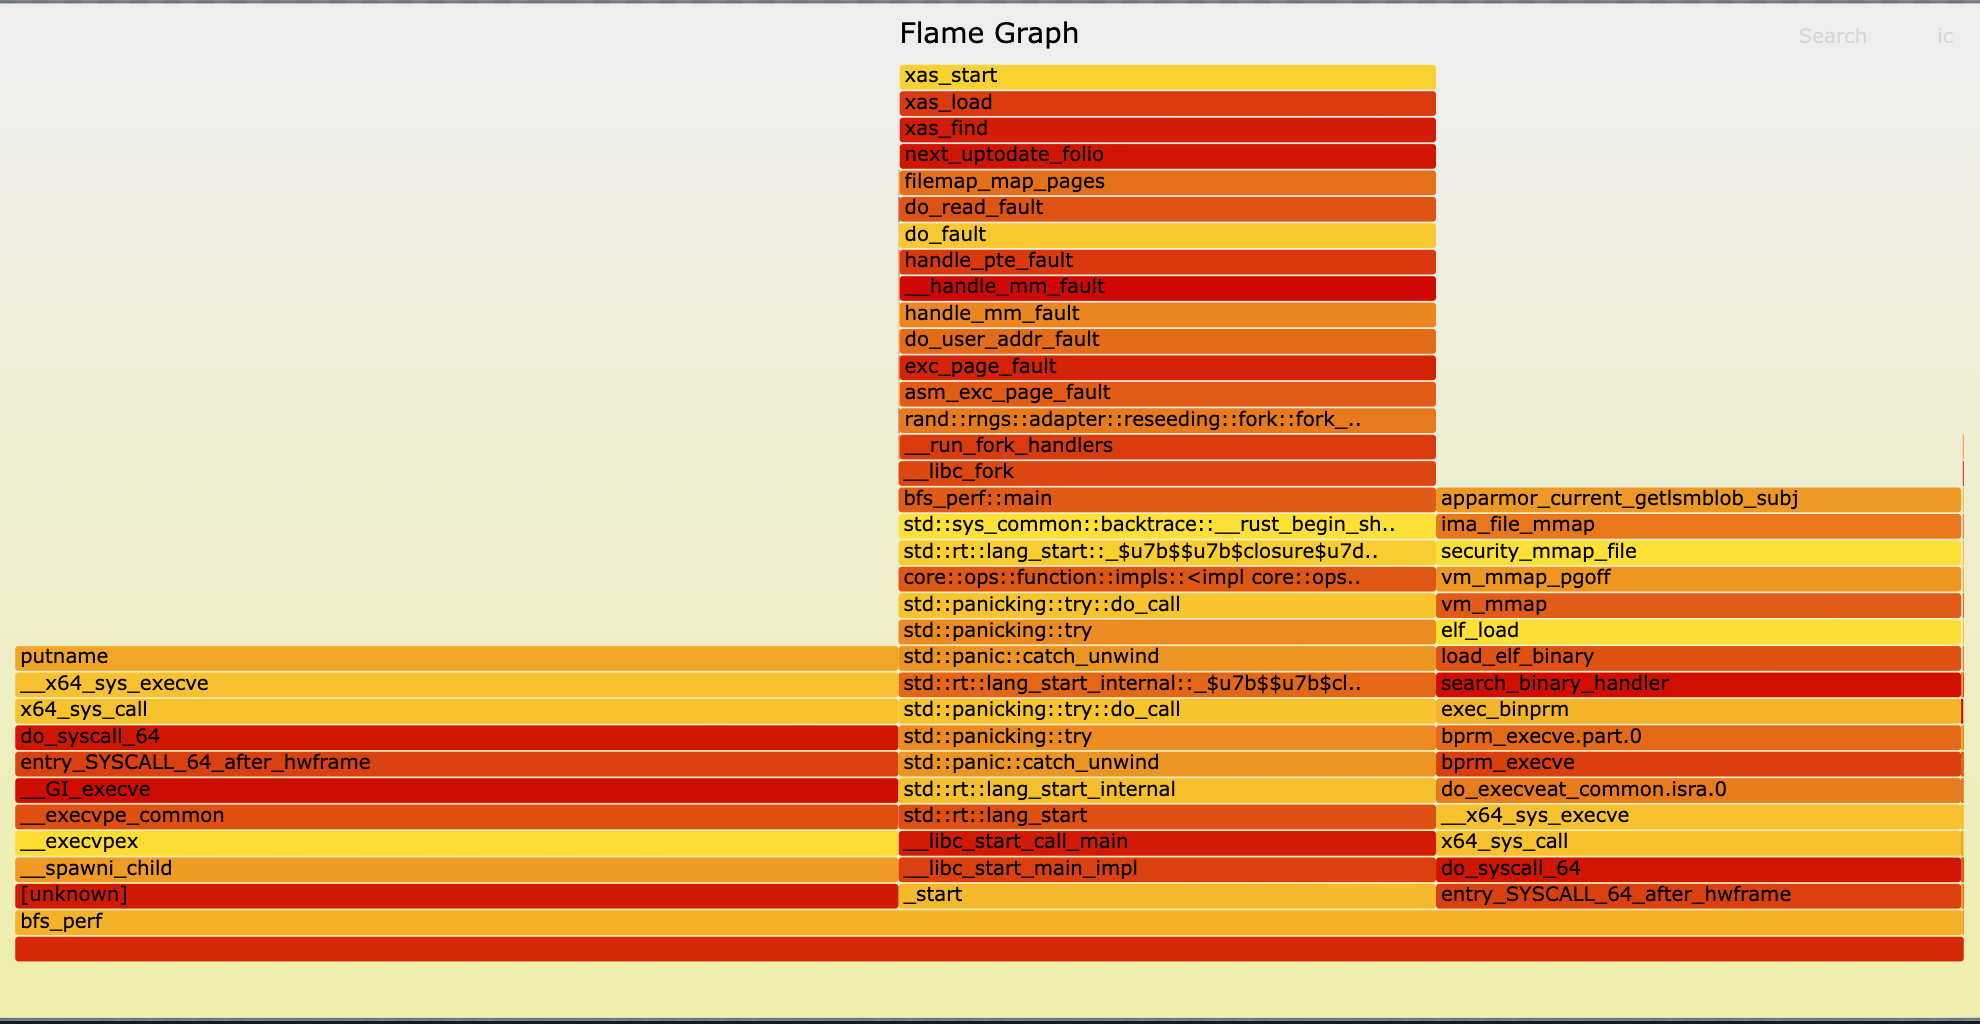 Flame Graph
Search
ic
xas_start
xas_load
xas_find
next_uptodate_folio
filemap_map_pages
do_read_fault
do_fault
handle_pte_fault
__handle_mm_fault
handle_mm_fault
do_user_addr_fault
exc_page_fault
asm_exc_page_fault
rand::rngs::adapter::reseeding::fork::fork_..
__run_fork_handlers
__libc_fork
bfs_perf::main
apparmor_current_getlsmblob_subj
std::sys_common::backtrace::__rust_begin_sh..
ima_file_mmap
std::rt::lang_start::_$u7b$$u7b$closure$u7d..
security_mmap_file
core::ops::function::impls::<impl core::ops..
vm_mmap_pgoff
std::panicking::try::do_call
vm_mmap
std::panicking::try
elf_load
putname
std::panic::catch_unwind
load_elf_binary
__x64_sys_execve
std::rt::lang_start_internal::_$u7b$$u7b$cl..
search_binary_handler
x64_sys_call
std::panicking::try::do_call
exec_binprm
do_syscall_64
std::panicking::try
bprm_execve.part.0
entry_SYSCALL_64_after_hwframe
std::panic::catch_unwind
bprm_execve
__GI_execve
std::rt::lang_start_internal
do_execveat_common.isra.0
__execvpe_common
std::rt::lang_start
__x64_sys_execve
__execvpex
__libc_start_call_main
x64_sys_call
__spawni_child
__libc_start_main_impl
do_syscall_64
[unknown]
_start
entry_SYSCALL_64_after_hwframe
bfs_perf